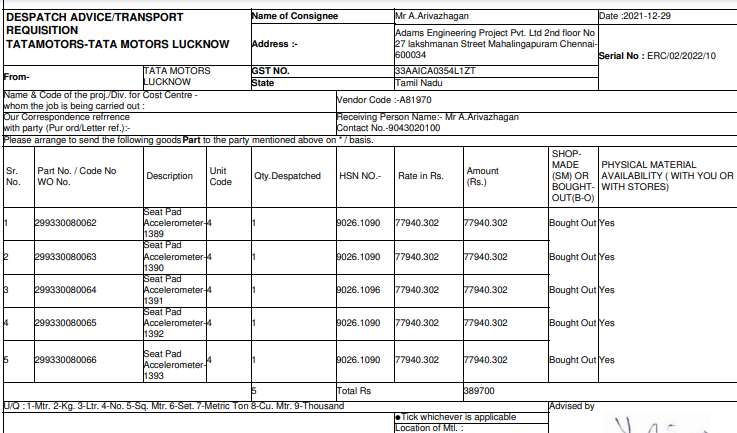 DESPATCH ADVICE/TRANSPORT
REQUISITION
TATAMOTORS-TATA MOTORS LUCKNOW
Name of Consignee Mr A.Arivazhagan Date :2021-12-29
Address :- Adams Engineering Project Pvt. Ltd 2nd floor No
27 lakshmanan Street Mahalingapuram Chennai-
600034
Serial No : ERC/02/2022/10
From- TATA MOTORS
LUCKNOW
GST NO. 33AAICA0354L1ZT
State Tamil Nadu
Name & Code of the proj./Div. for Cost Centre -
whom the job is being carried out :
Vendor Code :-A81970
Our Correspondence refrrence
with party (Pur ord/Letter ref.):-
Receiving Person Name:- Mr A.Arivazhagan
Contact No.-9043020100
Please arrange to send the following goods Part to the party mentioned above on * / basis.
Sr.
No.
Part No. / Code No
WO No.
Description
Unit
Code
Qty.Despatched
HSN NO.-
Rate in Rs.
Amount
(Rs.)
SHOP-
MADE
(SM) OR
BOUGHT-
OUT(B-O)
PHYSICAL MATERIAL
AVAILABILITY ( WITH YOU OR
WITH STORES)
1 299330080062 Seat Pad
Accelerometer-
1389
4 1 9026.1090 77940.302 77940.302 Bought Out Yes
2 299330080063 Seat Pad
Accelerometer-
1390
4 1 9026.1090 77940.302 77940.302 Bought Out Yes
3 299330080064 Seat Pad
Accelerometer-
1391
4 1 9026.1096 77940.302 77940.302 Bought Out Yes
4 299330080065 Seat Pad
Accelerometer-
1392
4 1 9026.1090 77940.302 77940.302 Bought Out Yes
5 299330080066 Seat Pad
Accelerometer-
1393
4 1 9026.1090 77940.302 77940.302 Bought Out Yes
5 Total Rs 389700
U/Q : 1-Mtr. 2-Kg. 3-Ltr. 4-No. 5-Sq. Mtr. 6-Set. 7-Metric Ton 8-Cu. Mtr. 9-Thousand
Advised by
●Tick whichever is applicable
Location of Mtl. :